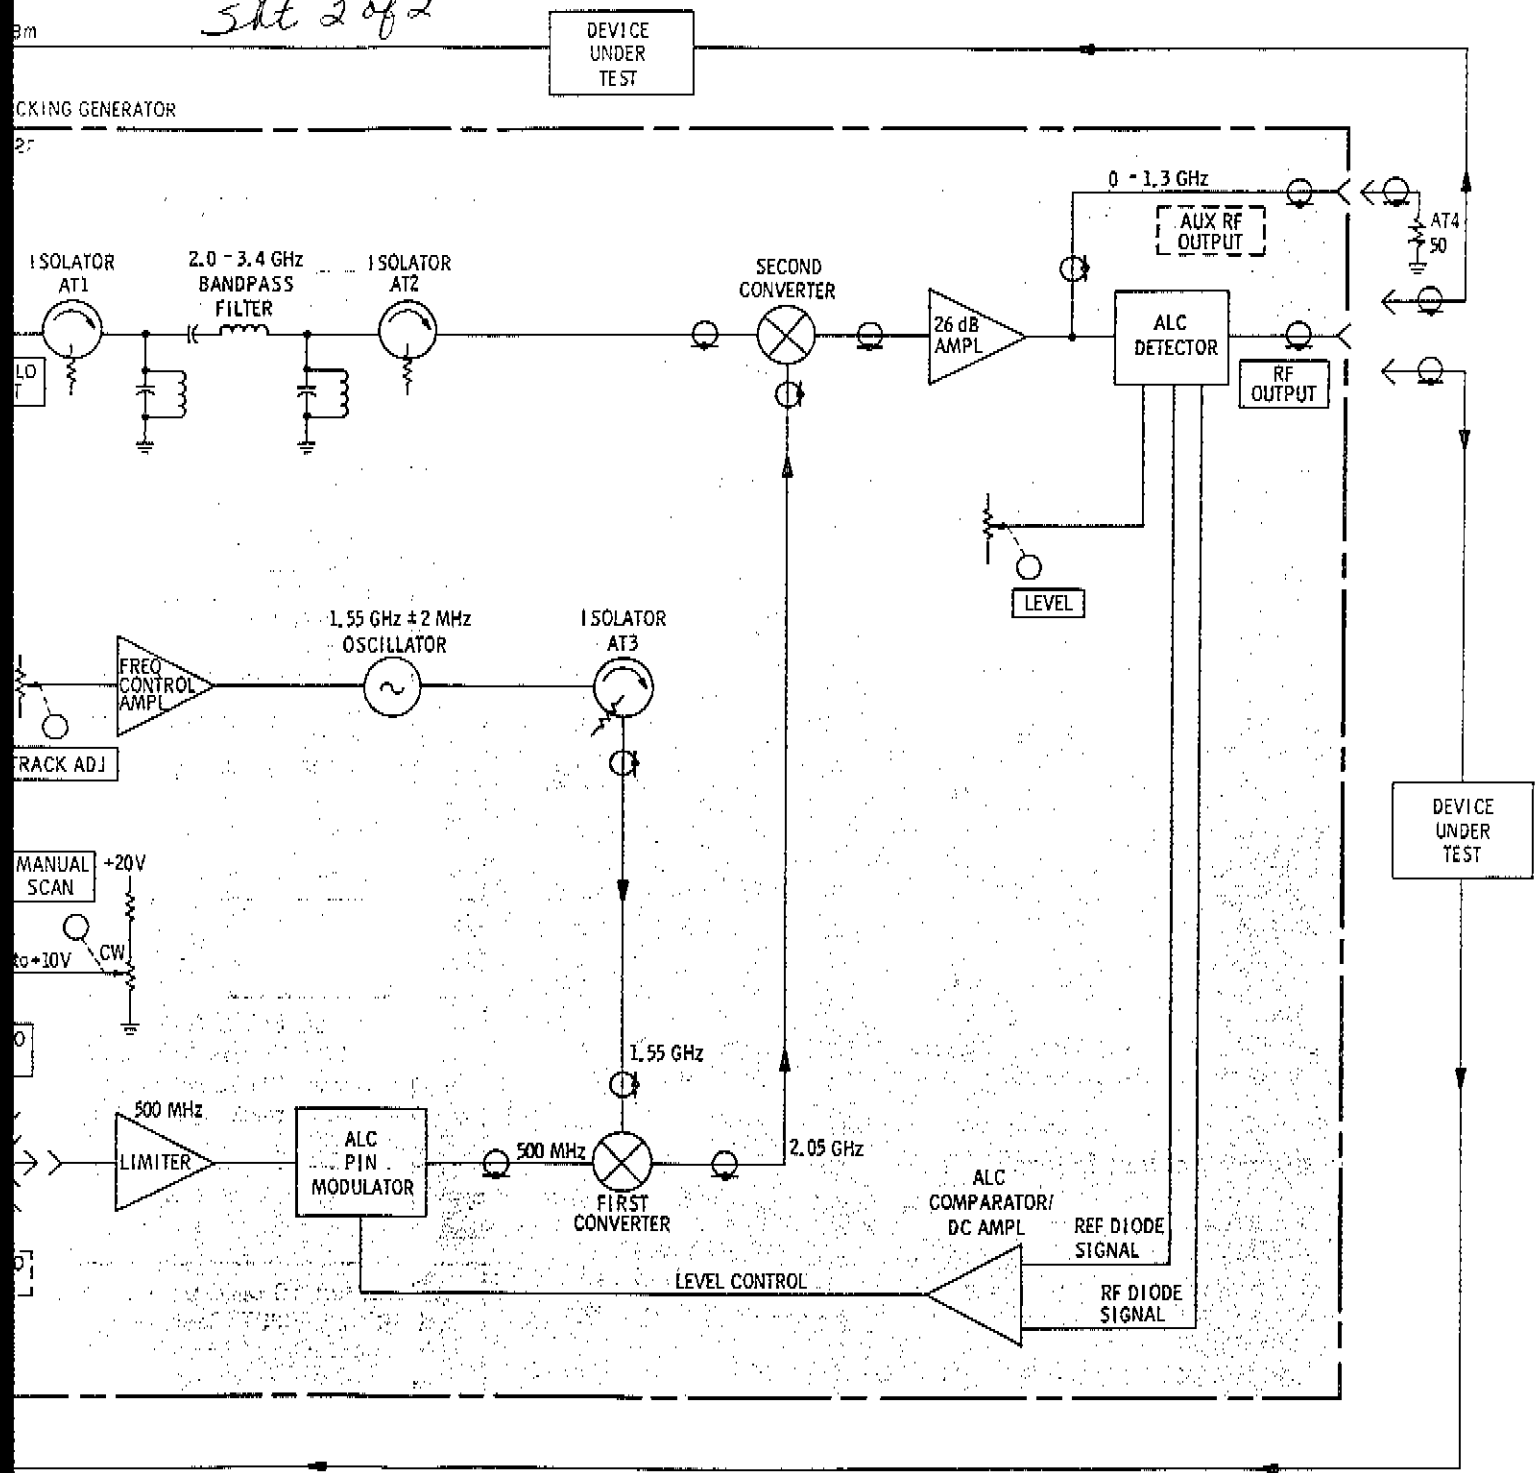 Sht 2 of 2
DEVICE
UNDER
TEST
CKING GENERATOR
0 - 1.3 GHz
AUX RF
OUTPUT
AT4
50
ISOLATOR
AT1
2.0 - 3.4 GHz
BANDPASS
FILTER
ISOLATOR
AT2
SECOND
CONVERTER
26 dB
AMPL
ALC
DETECTOR
RF
OUTPUT
LO
T
LEVEL
FREQ
CONTROL
AMPL
1.55 GHz ±2 MHz
OSCILLATOR
ISOLATOR
AT3
TRACK ADJ
DEVICE
UNDER
TEST
MANUAL
SCAN
+20V
CW
to +10V
O
1.55 GHz
500 MHz
LIMITER
ALC
PIN
MODULATOR
500 MHz
FIRST
CONVERTER
2.05 GHz
ALC
COMPARATOR/
DC AMPL
REF DIODE
SIGNAL
RF DIODE
SIGNAL
LEVEL CONTROL